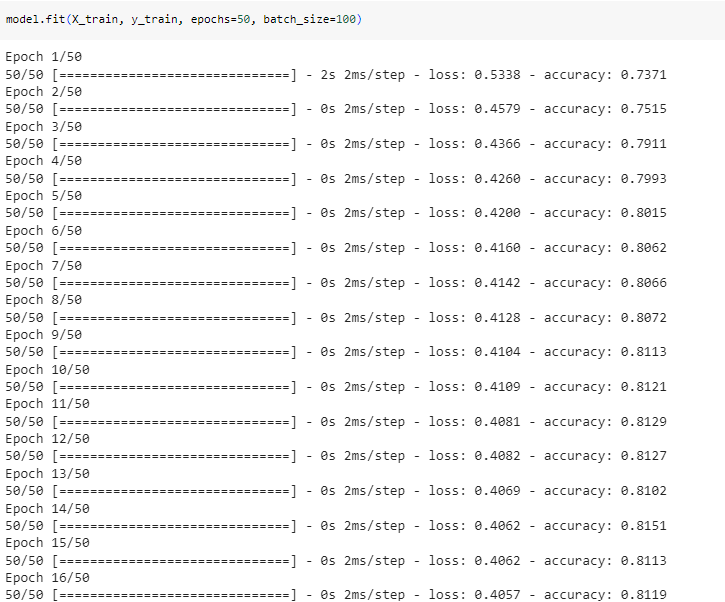 model.fit(X_train, y_train, epochs=50, batch_size=100)
Epoch 1/50
50/50 [==============================] - 2s 2ms/step - loss: 0.5338 - accuracy: 0.7371
Epoch 2/50
50/50 [==============================] - 0s 2ms/step - loss: 0.4579 - accuracy: 0.7515
Epoch 3/50
50/50 [==============================] - 0s 2ms/step - loss: 0.4366 - accuracy: 0.7911
Epoch 4/50
50/50 [==============================] - 0s 2ms/step - loss: 0.4260 - accuracy: 0.7993
Epoch 5/50
50/50 [==============================] - 0s 2ms/step - loss: 0.4200 - accuracy: 0.8015
Epoch 6/50
50/50 [==============================] - 0s 2ms/step - loss: 0.4160 - accuracy: 0.8062
Epoch 7/50
50/50 [==============================] - 0s 2ms/step - loss: 0.4142 - accuracy: 0.8066
Epoch 8/50
50/50 [==============================] - 0s 2ms/step - loss: 0.4128 - accuracy: 0.8072
Epoch 9/50
50/50 [==============================] - 0s 2ms/step - loss: 0.4104 - accuracy: 0.8113
Epoch 10/50
50/50 [==============================] - 0s 2ms/step - loss: 0.4109 - accuracy: 0.8121
Epoch 11/50
50/50 [==============================] - 0s 2ms/step - loss: 0.4081 - accuracy: 0.8129
Epoch 12/50
50/50 [==============================] - 0s 2ms/step - loss: 0.4082 - accuracy: 0.8127
Epoch 13/50
50/50 [==============================] - 0s 2ms/step - loss: 0.4069 - accuracy: 0.8102
Epoch 14/50
50/50 [==============================] - 0s 2ms/step - loss: 0.4062 - accuracy: 0.8151
Epoch 15/50
50/50 [==============================] - 0s 2ms/step - loss: 0.4062 - accuracy: 0.8113
Epoch 16/50
50/50 [==============================] - 0s 2ms/step - loss: 0.4057 - accuracy: 0.8119